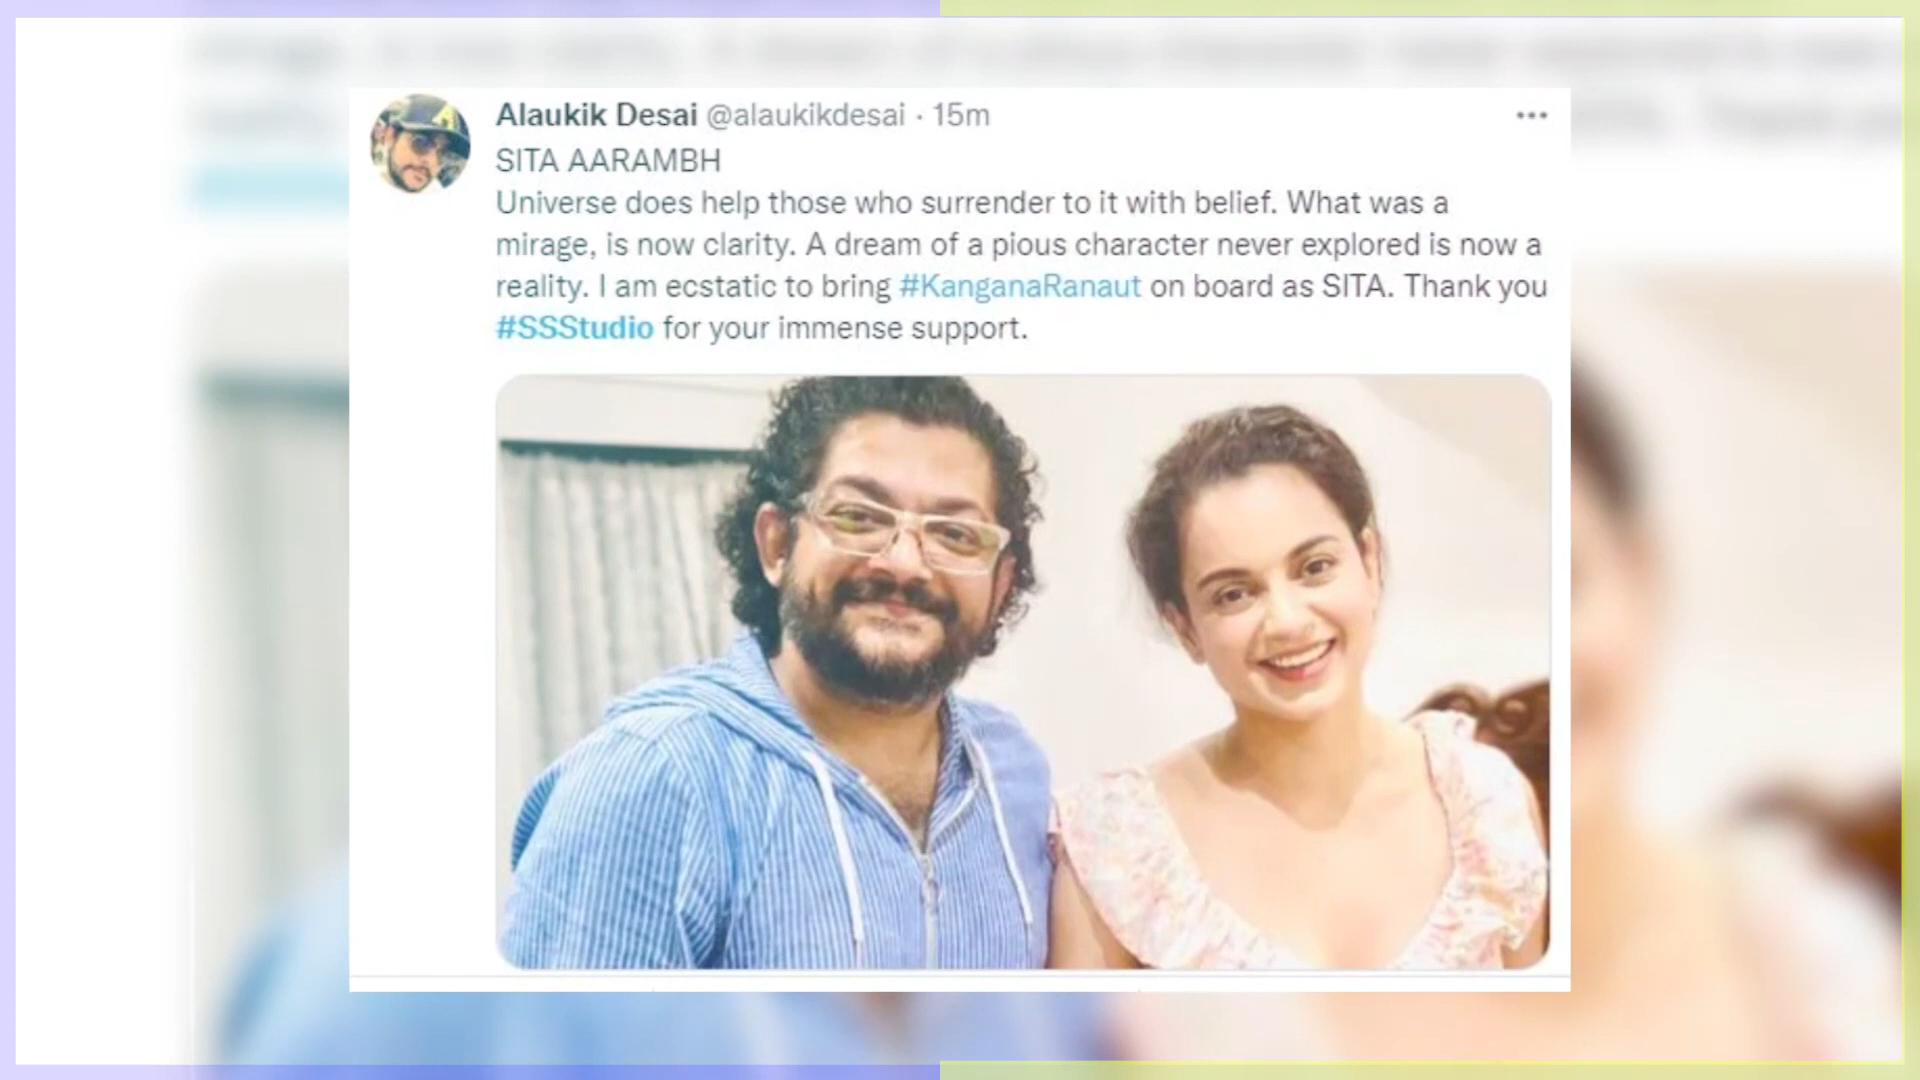 Alaukik Desai @alaukikdesai · 15m
SITA AARAMBH
Universe does help those who surrender to it with belief. What was a
mirage, is now clarity. A dream of a pious character never explored is now a
reality. I am ecstatic to bring #KanganaRanaut on board as SITA. Thank you
#SSStudio for your immense support.